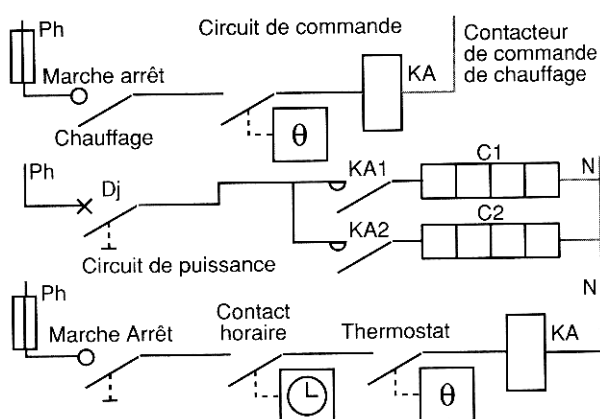 Ph
Circuit de commande
Contacteur
de commande
de chauffage
KA
Marche arrêt
Chauffage
θ
Ph
Dj
KA1
C1
N
KA2
C2
Circuit de puissance
N
Ph
Marche Arrêt
Contact
horaire
Thermostat
KA
θ